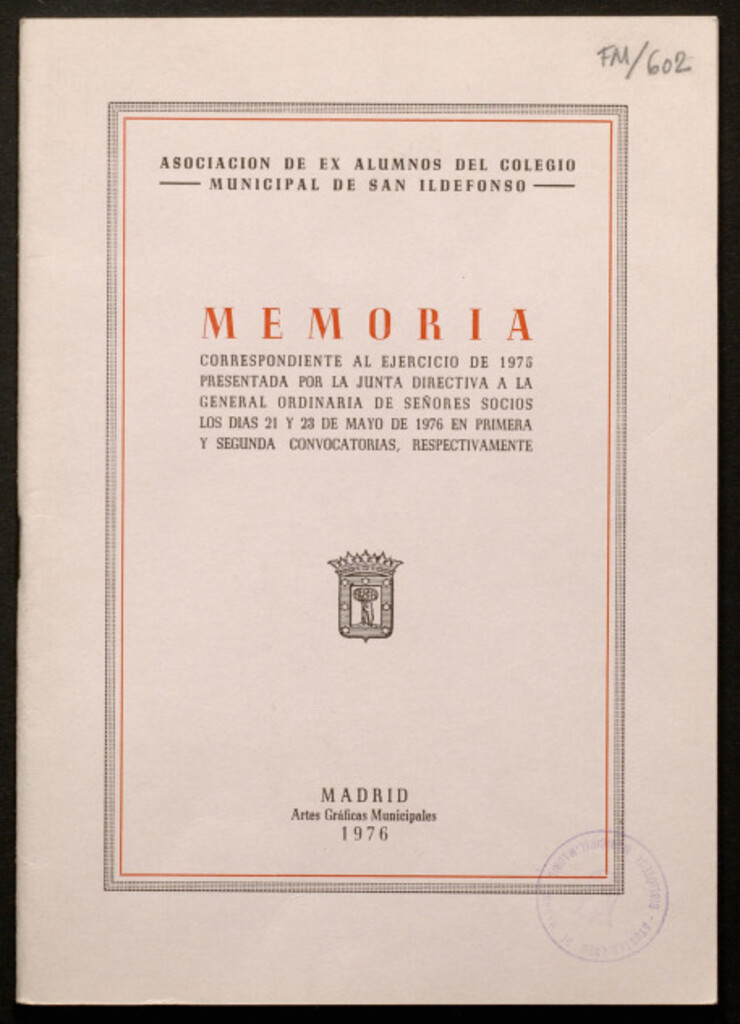 FM/602
ASOCIACION DE EX ALUMNOS DEL COLEGIO
MUNICIPAL DE SAN ILDEFONSO
MEMORIA
CORRESPONDIENTE AL EJERCICIO DE 1975
PRESENTADA POR LA JUNTA DIRECTIVA A LA
GENERAL ORDINARIA DE SEÑORES SOCIOS
LOS DIAS 21 Y 23 DE MAYO DE 1976 EN PRIMERA
Y SEGUNDA CONVOCATORIAS, RESPECTIVAMENTE
MADRID
Artes Gráficas Municipales
1976